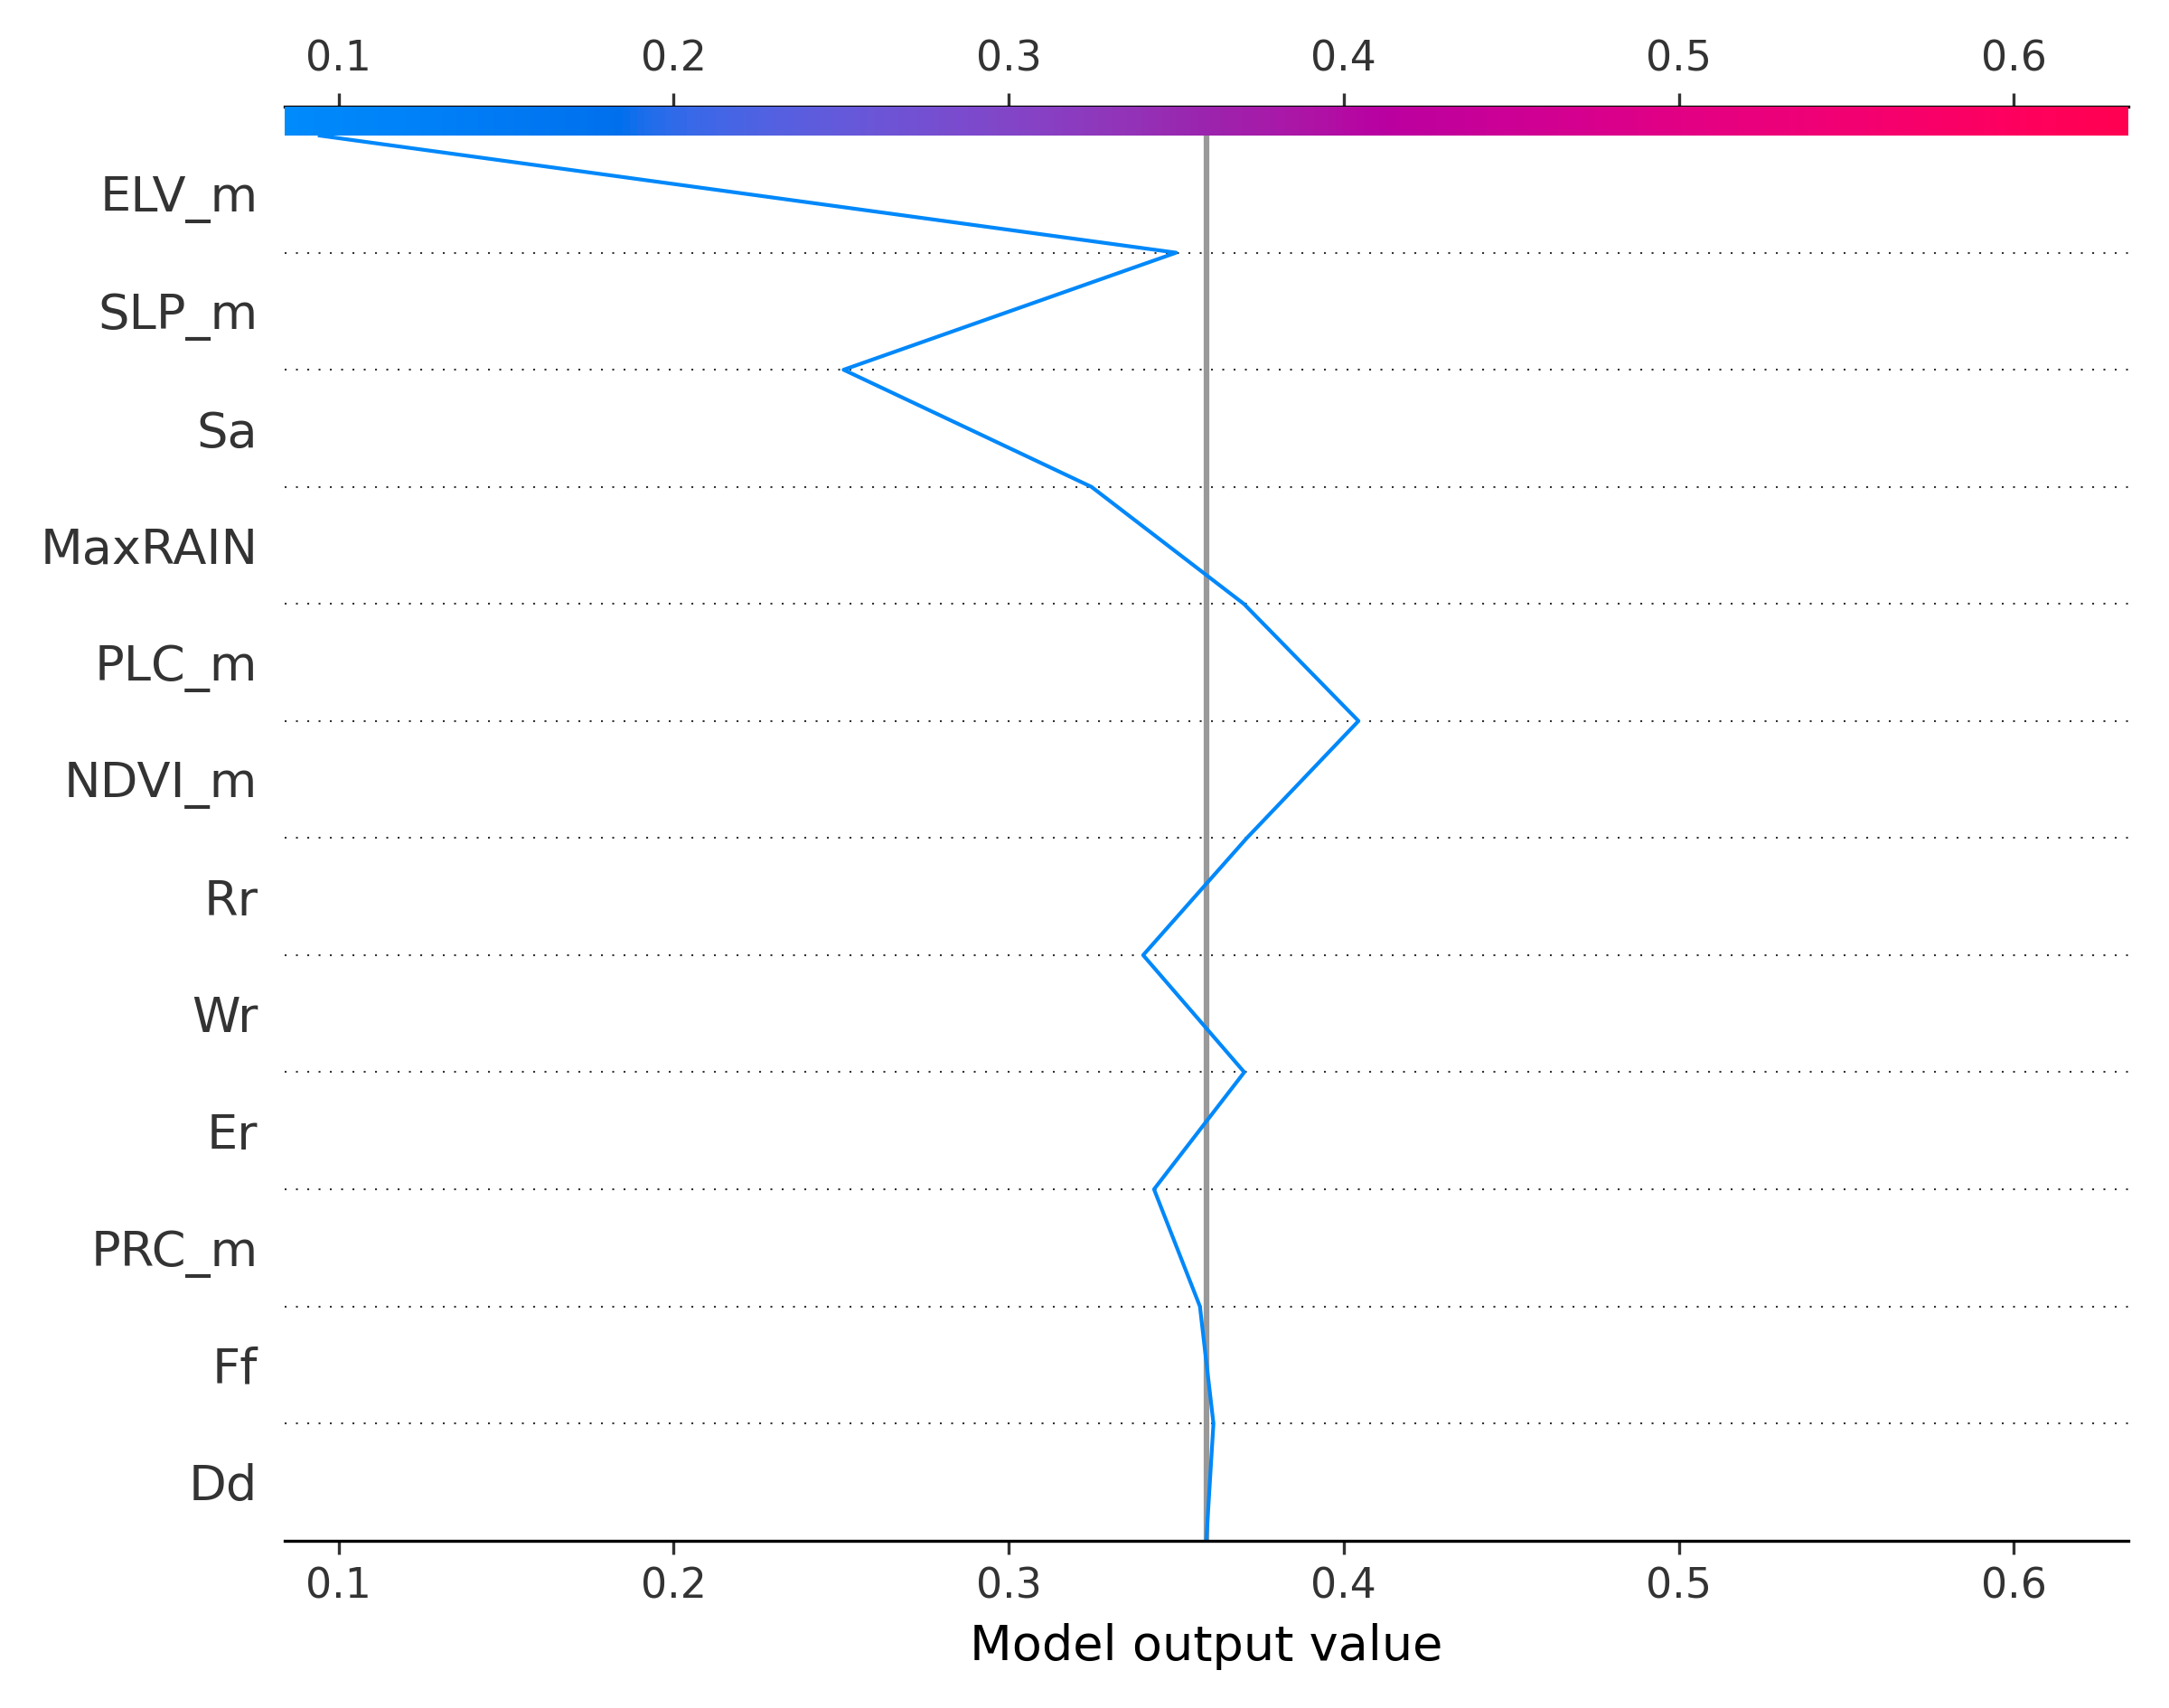 0.1 0.2 0.3 0.4 0.5 0.6
ELV_m
SLP_m
Sa
MaxRAIN
PLC_m
NDVI_m
Rr
Wr
Er
PRC_m
Ff
Dd
0.1 0.2 0.3 0.4 0.5 0.6
Model output value